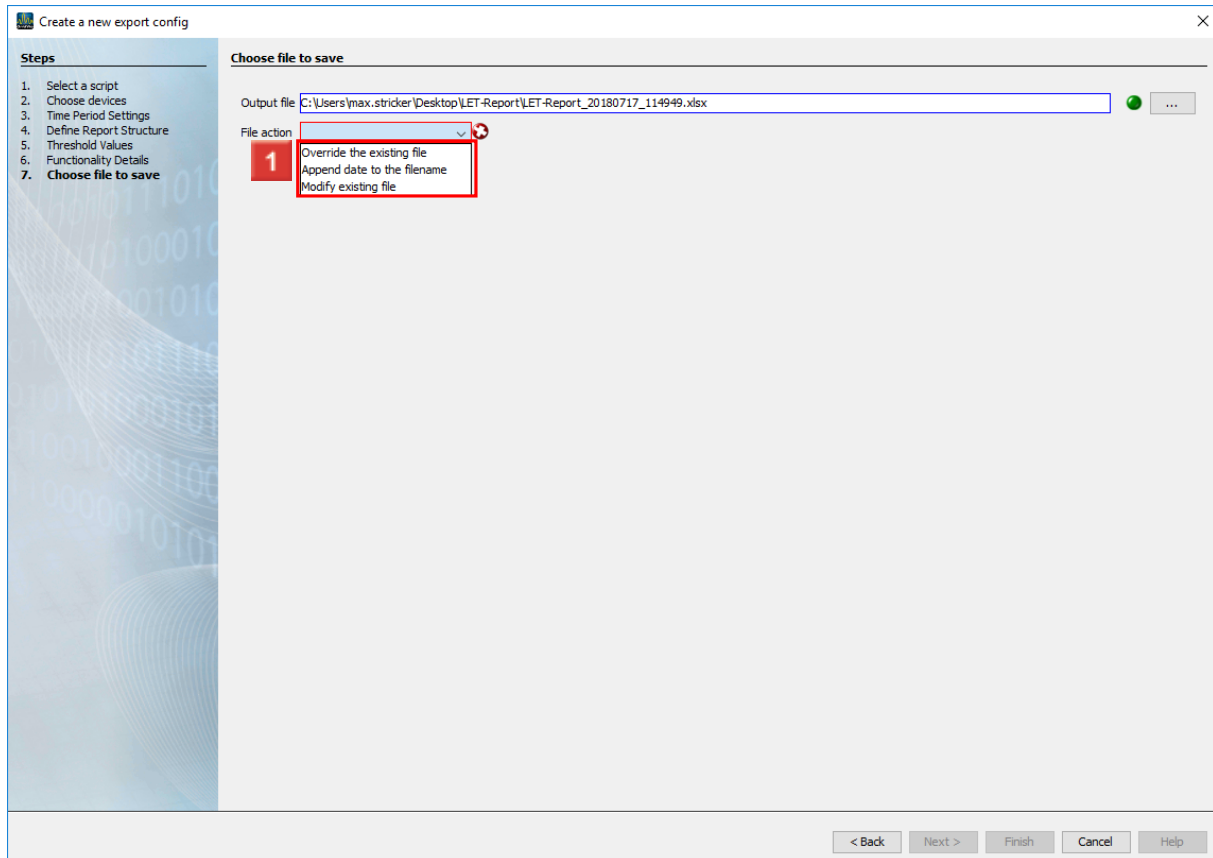 Create a new export config
Steps
1. Select a script
2. Choose devices
3. Time Period Settings
4. Define Report Structure
5. Threshold Values
6. Functionality Details
7. Choose file to save
Choose file to save
Output file C:\Users\max.stricker\Desktop\LET-Report\LET-Report_20180717_114949.xlsx ...
File action
1
Override the existing file
Append date to the filename
Modify existing file
< Back Next > Finish Cancel Help